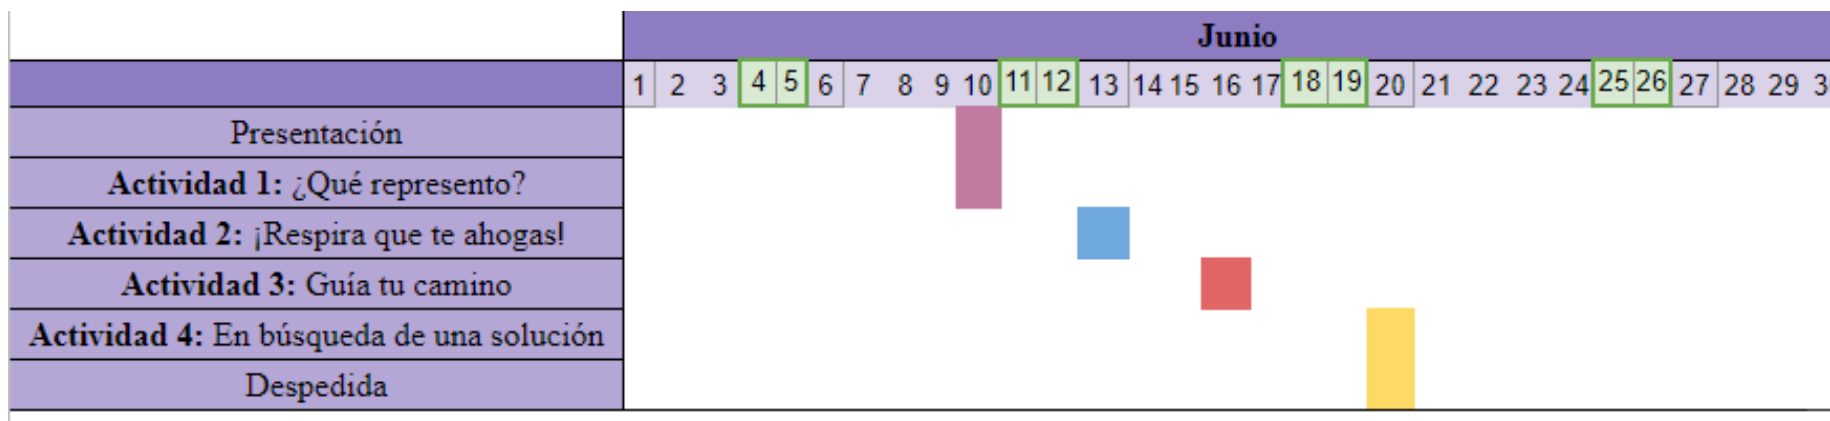 Junio
1 2 3 4 5 6 7 8 9 10 11 12 13 14 15 16 17 18 19 20 21 22 23 24 25 26 27 28 29
Presentación
Actividad 1: ¿Qué represento?
Actividad 2: ¡Respira que te ahogas!
Actividad 3: Guía tu camino
Actividad 4: En búsqueda de una solución
Despedida